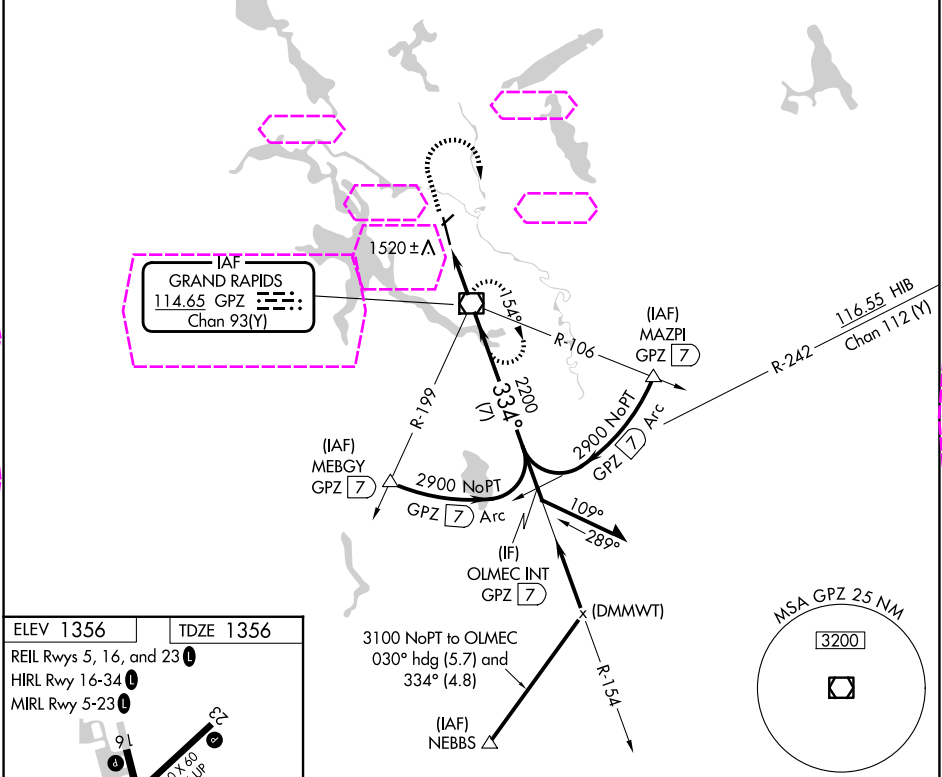 1520 ± Λ
IAF
GRAND RAPIDS
114.65 GPZ
Chan 93(Y)
154°
R-106
(IAF)
MAZPI
GPZ 7
116.55 HIB
R-242
Chan 112 (Y)
R-199
334°
2200
(7)
2900 NoPT
GPZ 7 Arc
(IAF)
MEBGY
GPZ 7
2900 NoPT
GPZ 7 Arc
109°
289°
(IF)
OLMEC INT
GPZ 7
x (DMMWT)
3100 NoPT to OLMEC
030° hdg (5.7) and
334° (4.8)
R-154
(IAF)
NEBBS
MSA GPZ 25 NM
3200
ELEV 1356
TDZE 1356
REIL Rwys 5, 16, and 23 L
HIRL Rwy 16-34 L
MIRL Rwy 5-23 L
16
P
23
P
X 60
UP